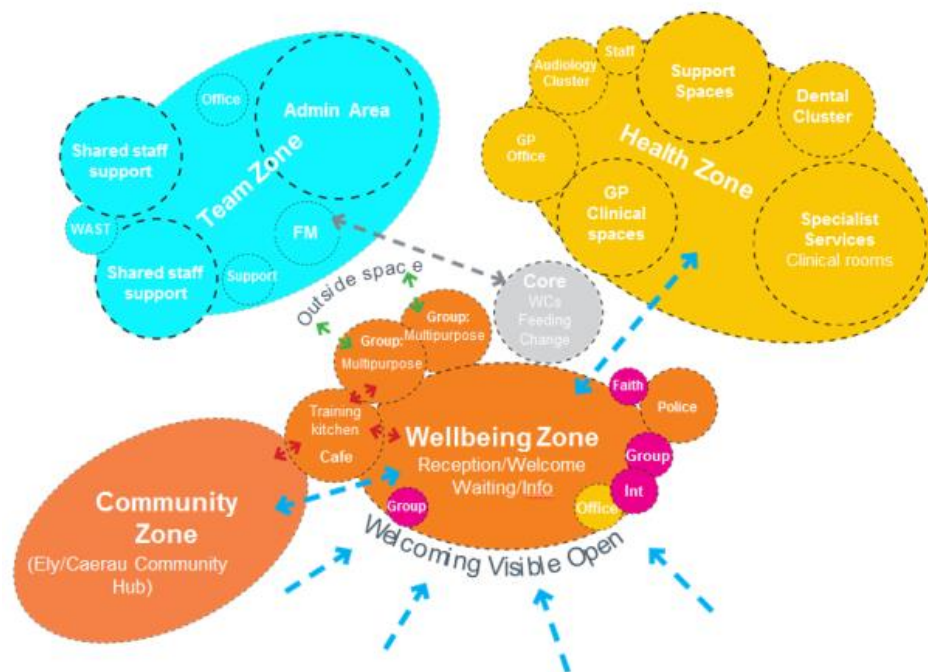 Office
Admin Area
Shared staff
support
Team Zone
WAST
FM
Shared staff
support
Support
Audiology
Cluster
Staff
Support
Spaces
Dental
Cluster
GP
Office
Health Zone
GP
Clinical
spaces
Specialist
Services
Clinical rooms
Outside space
Core
WCs
Feeding
Change
Group:
Multipurpose
Group:
Multipurpose
Training
kitchen
Cafe
Wellbeing Zone
Reception/Welcome
Waiting/Info
Faith
Police
Group
Int
Office
Group
Welcoming Visible Open
Community
Zone
(Ely/Caerau Community
Hub)